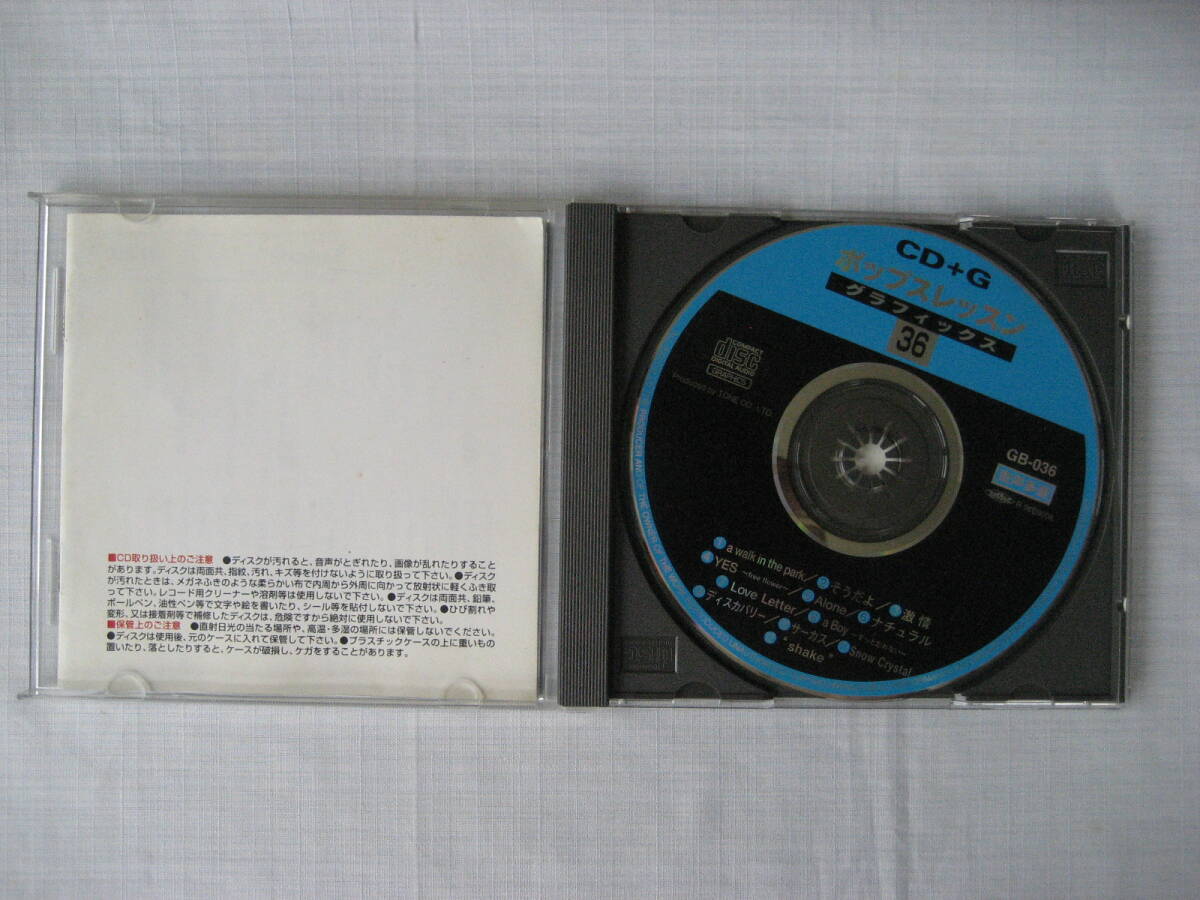 ■CD取り扱い上のご注意 ●ディスクが汚れると、音声がとぎれたり、画像が乱れたりすること
があります。ディスクは両面共、指紋、汚れ、キズ等を付けないように取り扱って下さい。●ディスク
が汚れたときは、メガネふきのような柔らかい布で内周から外周に向かって放射状に軽くふき取
って下さい。レコード用クリーナーや溶剤等は使用しないで下さい。●ディスクは両面共、鉛筆、
ボールペン、油性ペン等で文字や絵を書いたり、シール等を貼付しないで下さい。●ひび割れや
変形、又は接着剤等で補修したディスクは、危険ですから絶対に使用しないで下さい。
■保管上のご注意 ●直射日光の当たる場所や、高温・多湿の場所には保管しないでください。
●ディスクは使用後、元のケースに入れて保管して下さい。●プラスチックケースの上に重いもの
置いたり、落としたりすると、ケースが破損し、ケガをすることがあります。
CD+G
ポップスレッスン
グラフィックス
36
COMPACT
disc
DIGITAL AUDIO
GRAPHICS
Produced by
GB-036
音声多重
1 a walk in the park／そうだよ／激情
YES ～free flower～／Alone／ナチュラル
Love Letter／a Boy
ディスカバリー／サーカス／Snow Crystal
"shake"